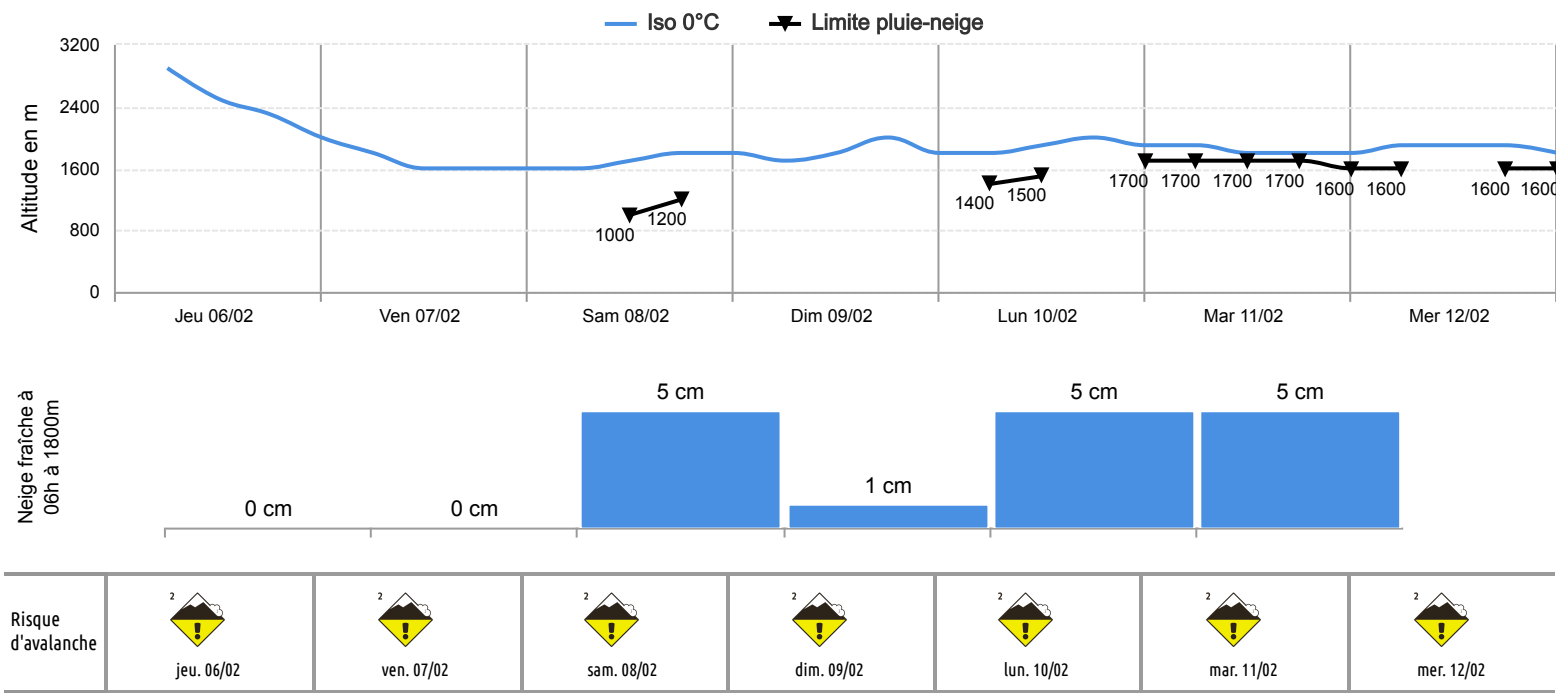 Iso 0°C Limite pluie-neige
Altitude en m
3200
2400
1600
800
0
1000 1200 1400 1500 1700 1700 1700 1700 1600 1600 1600 1600
Jeu 06/02 Ven 07/02 Sam 08/02 Dim 09/02 Lun 10/02 Mar 11/02 Mer 12/02
Neige fraîche à
06h à 1800m
0 cm 0 cm 5 cm 1 cm 5 cm 5 cm
Risque
d'avalanche
2 2 2 2 2 2 2
! ! ! ! ! ! !
jeu. 06/02 ven. 07/02 sam. 08/02 dim. 09/02 lun. 10/02 mar. 11/02 mer. 12/02